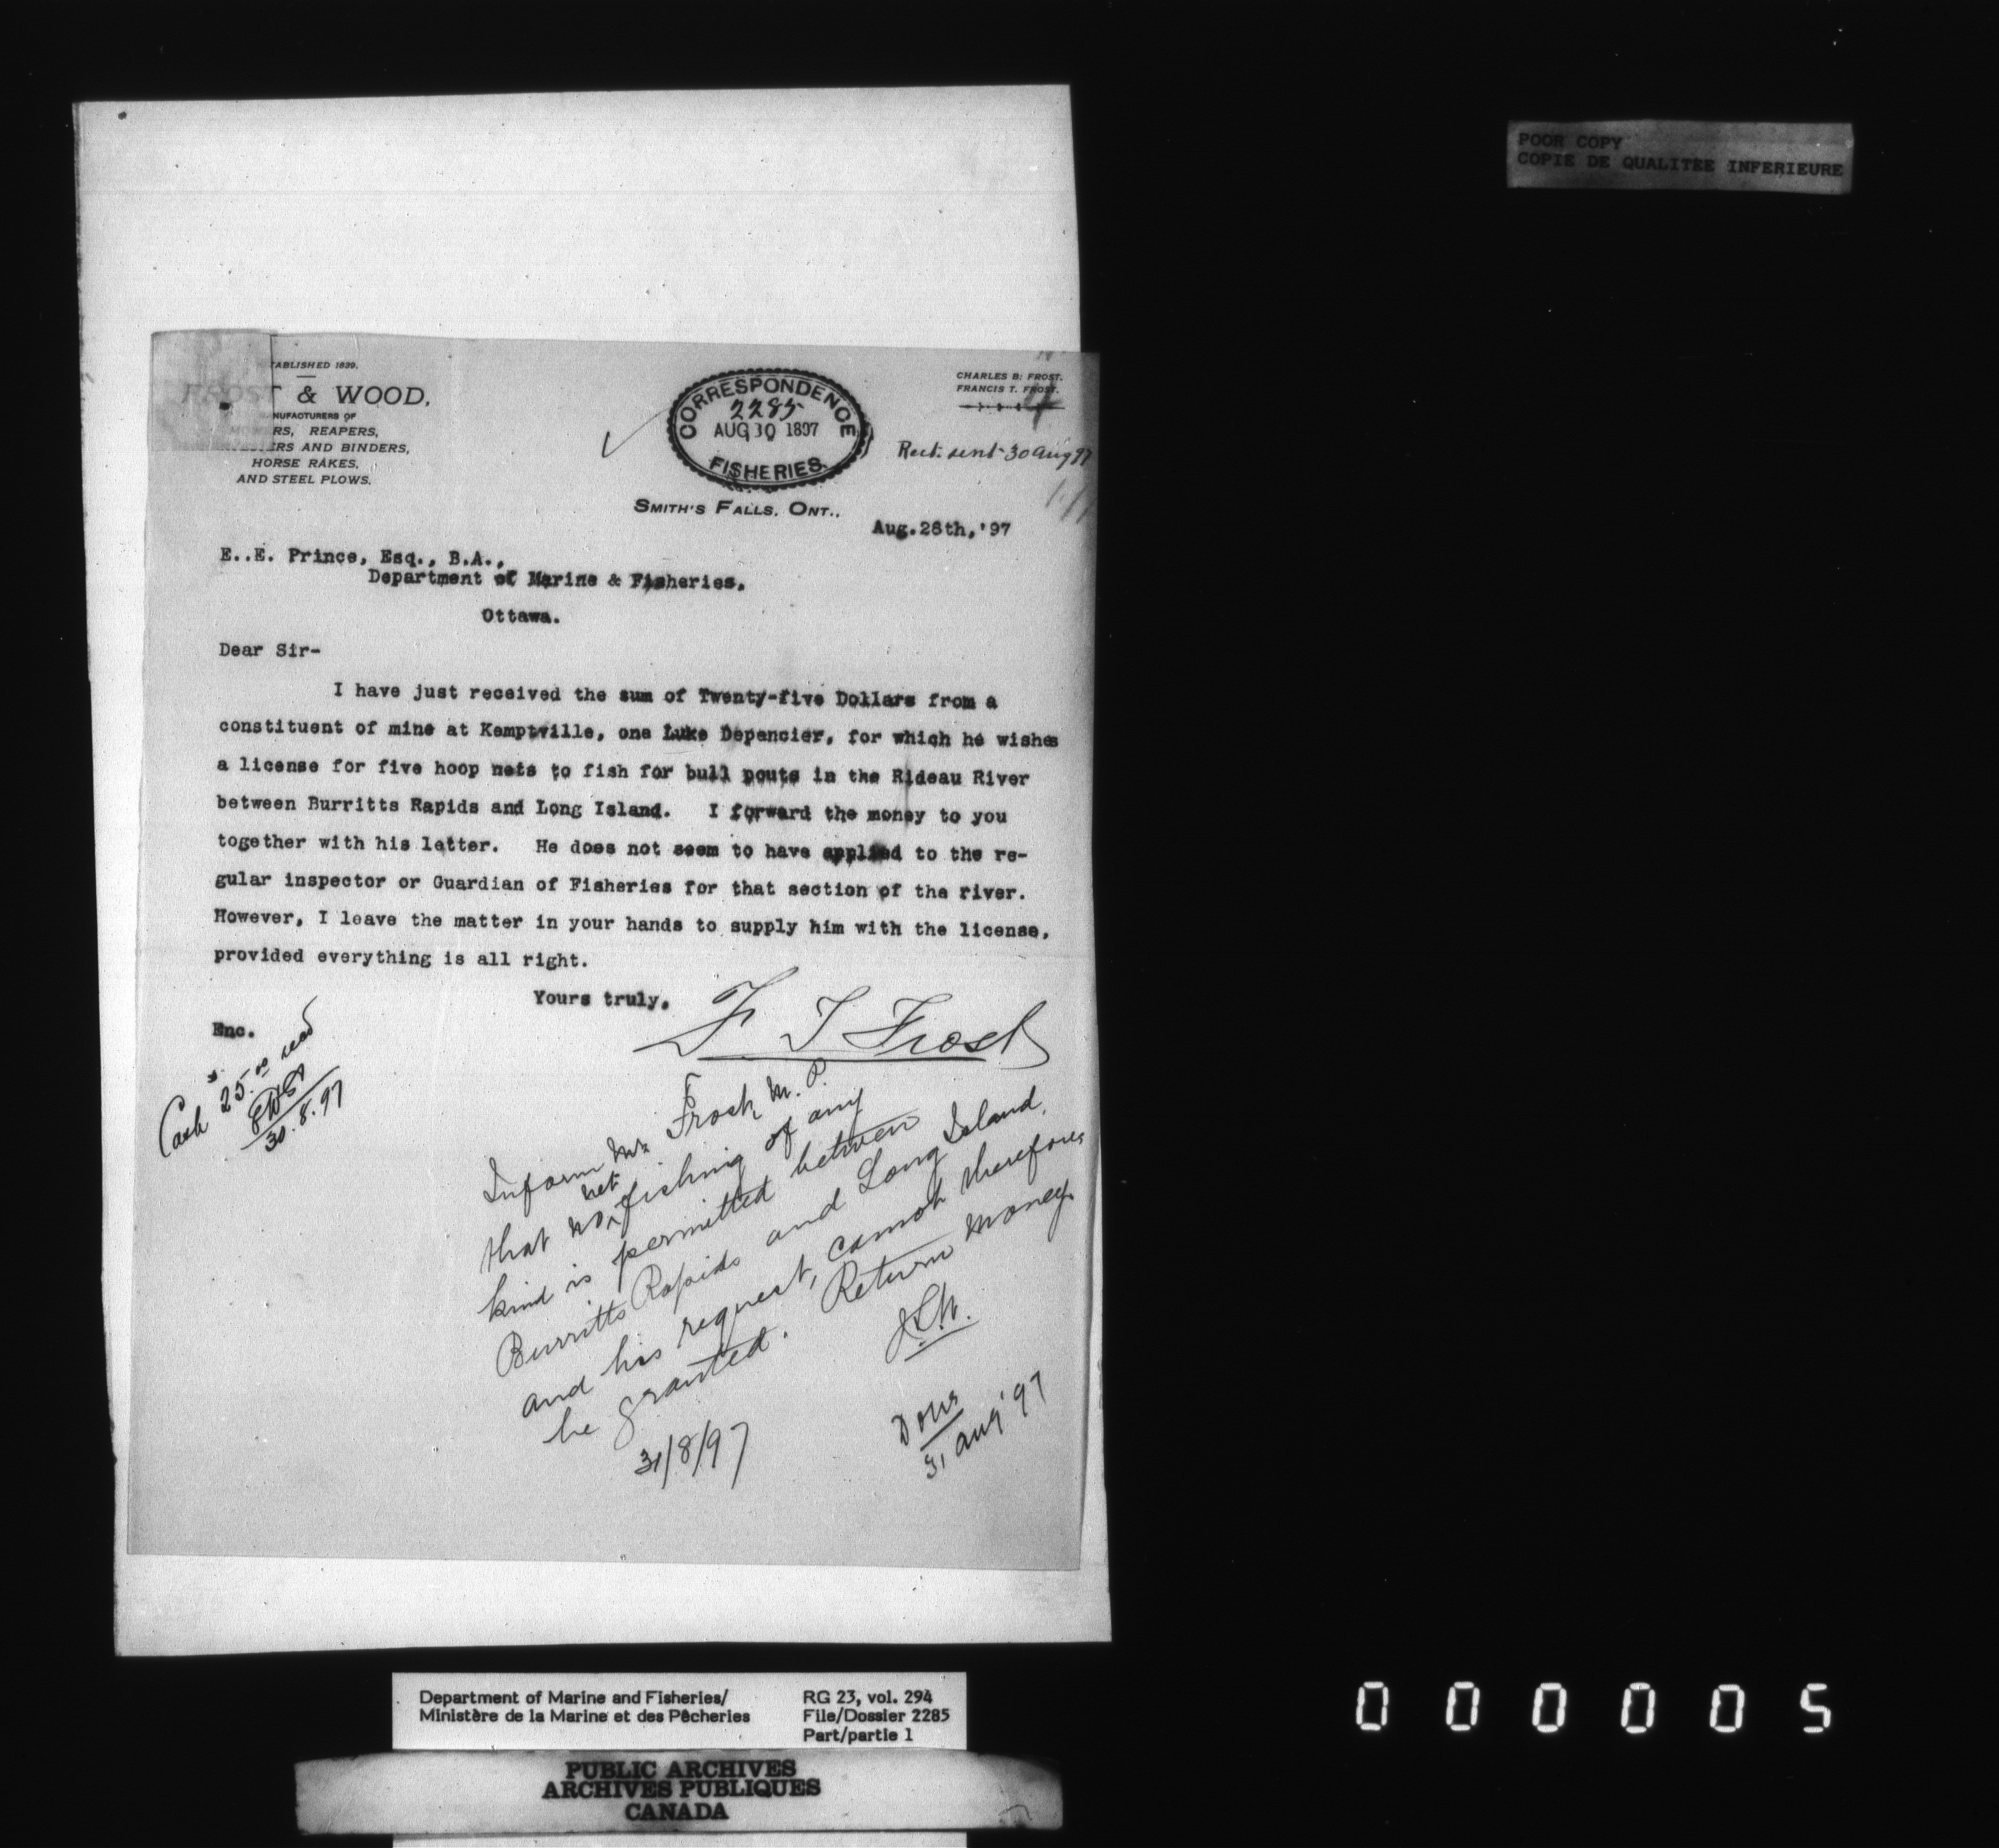 POOR COPY
COPIE DE QUALITEE INFERIEURE
TABLISHED 1839.
FROST & WOOD,
NUFACTURERS OF
MOWERS, REAPERS,
ERS AND BINDERS,
HORSE RAKES,
AND STEEL PLOWS.
CORRESPONDENCE
2285
AUG 30 1897
FISHERIES
CHARLES B. FROST.
FRANCIS T. FROST.
4
Rect. sent 30 Aug 97
SMITH'S FALLS, ONT.,
Aug.28th,'97
E..E. Prince, Esq., B.A.,
Department of Marine & Fisheries,
Ottawa.
Dear Sir-
I have just received the sum of Twenty-five Dollars from a
constituent of mine at Kemptville, one Luke Depencier, for which he wishes
a license for five hoop nets to fish for bull pouts in the Rideau River
between Burritts Rapids and Long Island. I forward the money to you
together with his letter. He does not seem to have applied to the re-
gular inspector or Guardian of Fisheries for that section of the river.
However, I leave the matter in your hands to supply him with the license,
provided everything is all right.
Yours truly,
F T Frost
Enc.
Cash $25.00 recd
30.8.97
Inform Mr Frost M.P.
that no net fishing of any
kind is permitted between
Burritts Rapids and Long Island,
and his request, cannot therefore,
be granted. Return money.
31/8/97
Done
31 Aug '97
Department of Marine and Fisheries/
Ministère de la Marine et des Pêcheries
RG 23, vol. 294
File/Dossier 2285
Part/partie 1
PUBLIC ARCHIVES
ARCHIVES PUBLIQUES
CANADA
000005